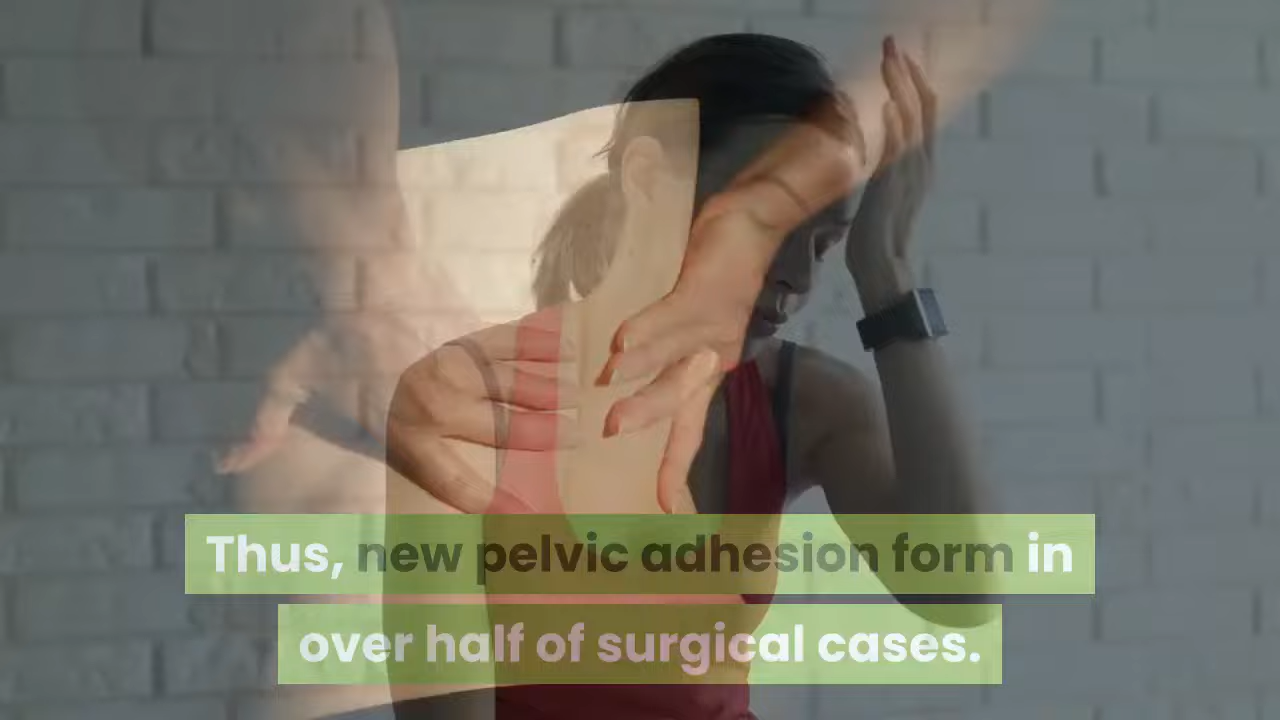 Thus, new pelvic adhesion form in
over half of surgical cases.